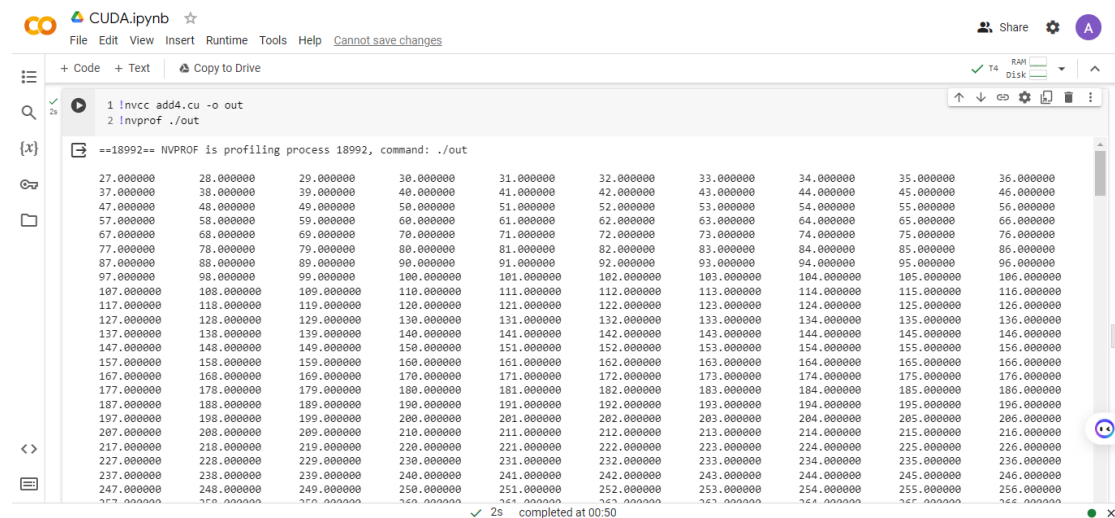 CUDA.ipynb
File Edit View Insert Runtime Tools Help Cannot save changes
Share
A
+ Code + Text Copy to Drive
T4 RAM
Disk
2s
1 !nvcc add4.cu -o out
2 !nvprof ./out
{x}
==18992== NVPROF is profiling process 18992, command: ./out
27.000000 28.000000 29.000000 30.000000 31.000000 32.000000 33.000000 34.000000 35.000000 36.000000
37.000000 38.000000 39.000000 40.000000 41.000000 42.000000 43.000000 44.000000 45.000000 46.000000
47.000000 48.000000 49.000000 50.000000 51.000000 52.000000 53.000000 54.000000 55.000000 56.000000
57.000000 58.000000 59.000000 60.000000 61.000000 62.000000 63.000000 64.000000 65.000000 66.000000
67.000000 68.000000 69.000000 70.000000 71.000000 72.000000 73.000000 74.000000 75.000000 76.000000
77.000000 78.000000 79.000000 80.000000 81.000000 82.000000 83.000000 84.000000 85.000000 86.000000
87.000000 88.000000 89.000000 90.000000 91.000000 92.000000 93.000000 94.000000 95.000000 96.000000
97.000000 98.000000 99.000000 100.000000 101.000000 102.000000 103.000000 104.000000 105.000000 106.000000
107.000000 108.000000 109.000000 110.000000 111.000000 112.000000 113.000000 114.000000 115.000000 116.000000
117.000000 118.000000 119.000000 120.000000 121.000000 122.000000 123.000000 124.000000 125.000000 126.000000
127.000000 128.000000 129.000000 130.000000 131.000000 132.000000 133.000000 134.000000 135.000000 136.000000
137.000000 138.000000 139.000000 140.000000 141.000000 142.000000 143.000000 144.000000 145.000000 146.000000
147.000000 148.000000 149.000000 150.000000 151.000000 152.000000 153.000000 154.000000 155.000000 156.000000
157.000000 158.000000 159.000000 160.000000 161.000000 162.000000 163.000000 164.000000 165.000000 166.000000
167.000000 168.000000 169.000000 170.000000 171.000000 172.000000 173.000000 174.000000 175.000000 176.000000
177.000000 178.000000 179.000000 180.000000 181.000000 182.000000 183.000000 184.000000 185.000000 186.000000
187.000000 188.000000 189.000000 190.000000 191.000000 192.000000 193.000000 194.000000 195.000000 196.000000
197.000000 198.000000 199.000000 200.000000 201.000000 202.000000 203.000000 204.000000 205.000000 206.000000
207.000000 208.000000 209.000000 210.000000 211.000000 212.000000 213.000000 214.000000 215.000000 216.000000
217.000000 218.000000 219.000000 220.000000 221.000000 222.000000 223.000000 224.000000 225.000000 226.000000
227.000000 228.000000 229.000000 230.000000 231.000000 232.000000 233.000000 234.000000 235.000000 236.000000
237.000000 238.000000 239.000000 240.000000 241.000000 242.000000 243.000000 244.000000 245.000000 246.000000
247.000000 248.000000 249.000000 250.000000 251.000000 252.000000 253.000000 254.000000 255.000000 256.000000
2s completed at 00:50